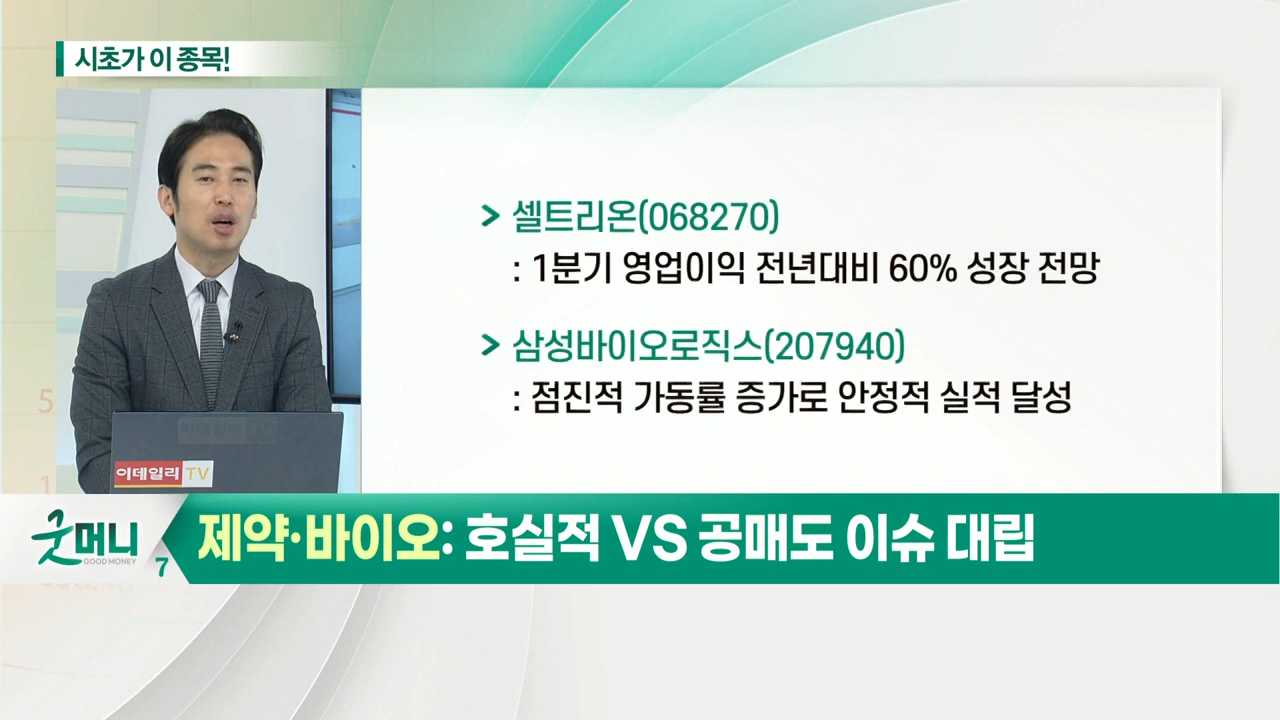 시초가 이 종목!
> 셀트리온(068270)
: 1분기 영업이익 전년대비 60% 성장 전망
> 삼성바이오로직스(207940)
: 점진적 가동률 증가로 안정적 실적 달성
이데일리TV
굿머니
GOOD MONEY
7
제약·바이오: 호실적 VS 공매도 이슈 대립